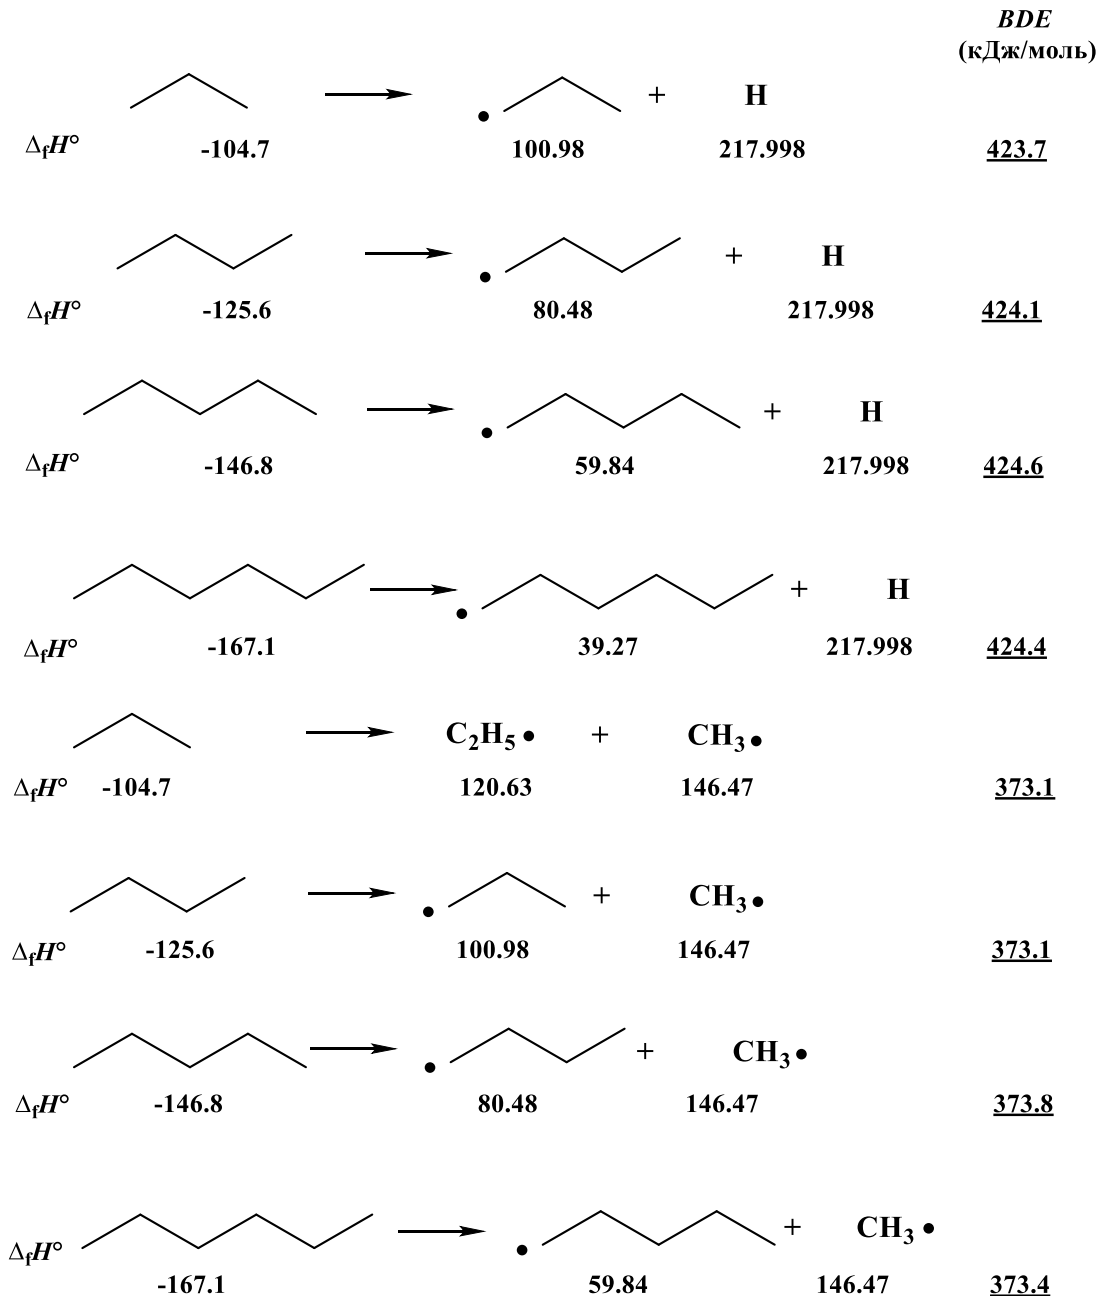 BDE
(кДж/моль)
+ H
ΔfH° -104.7 100.98 217.998 423.7
+ H
ΔfH° -125.6 80.48 217.998 424.1
+ H
ΔfH° -146.8 59.84 217.998 424.6
+ H
ΔfH° -167.1 39.27 217.998 424.4
C2H5• + CH3•
ΔfH° -104.7 120.63 146.47 373.1
+ CH3•
ΔfH° -125.6 100.98 146.47 373.1
+ CH3•
ΔfH° -146.8 80.48 146.47 373.8
+ CH3•
ΔfH° -167.1 59.84 146.47 373.4